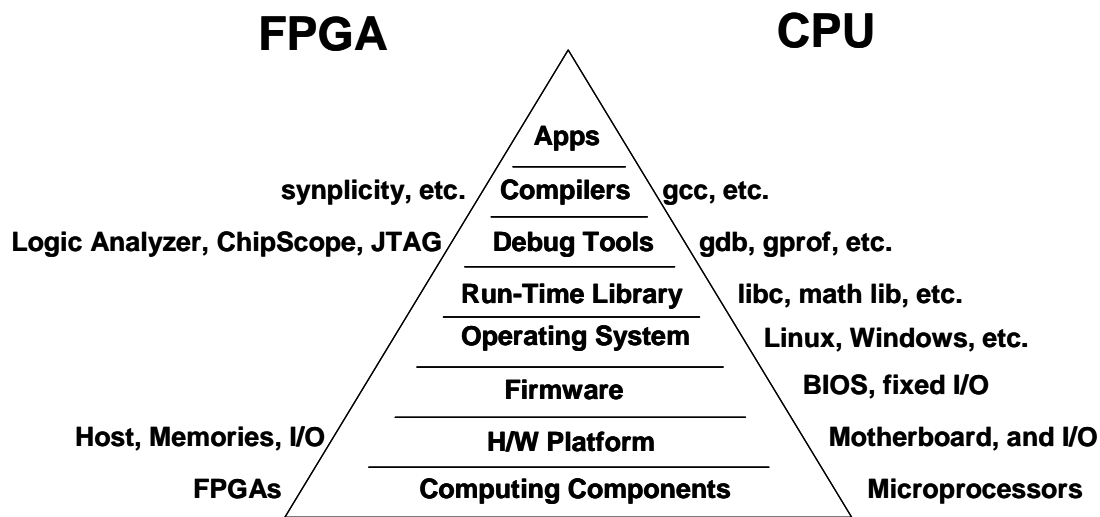 FPGA CPU
Apps
synplicity, etc. Compilers gcc, etc.
Logic Analyzer, ChipScope, JTAG Debug Tools gdb, gprof, etc.
Run-Time Library libc, math lib, etc.
Operating System Linux, Windows, etc.
Firmware BIOS, fixed I/O
Host, Memories, I/O H/W Platform Motherboard, and I/O
FPGAs Computing Components Microprocessors